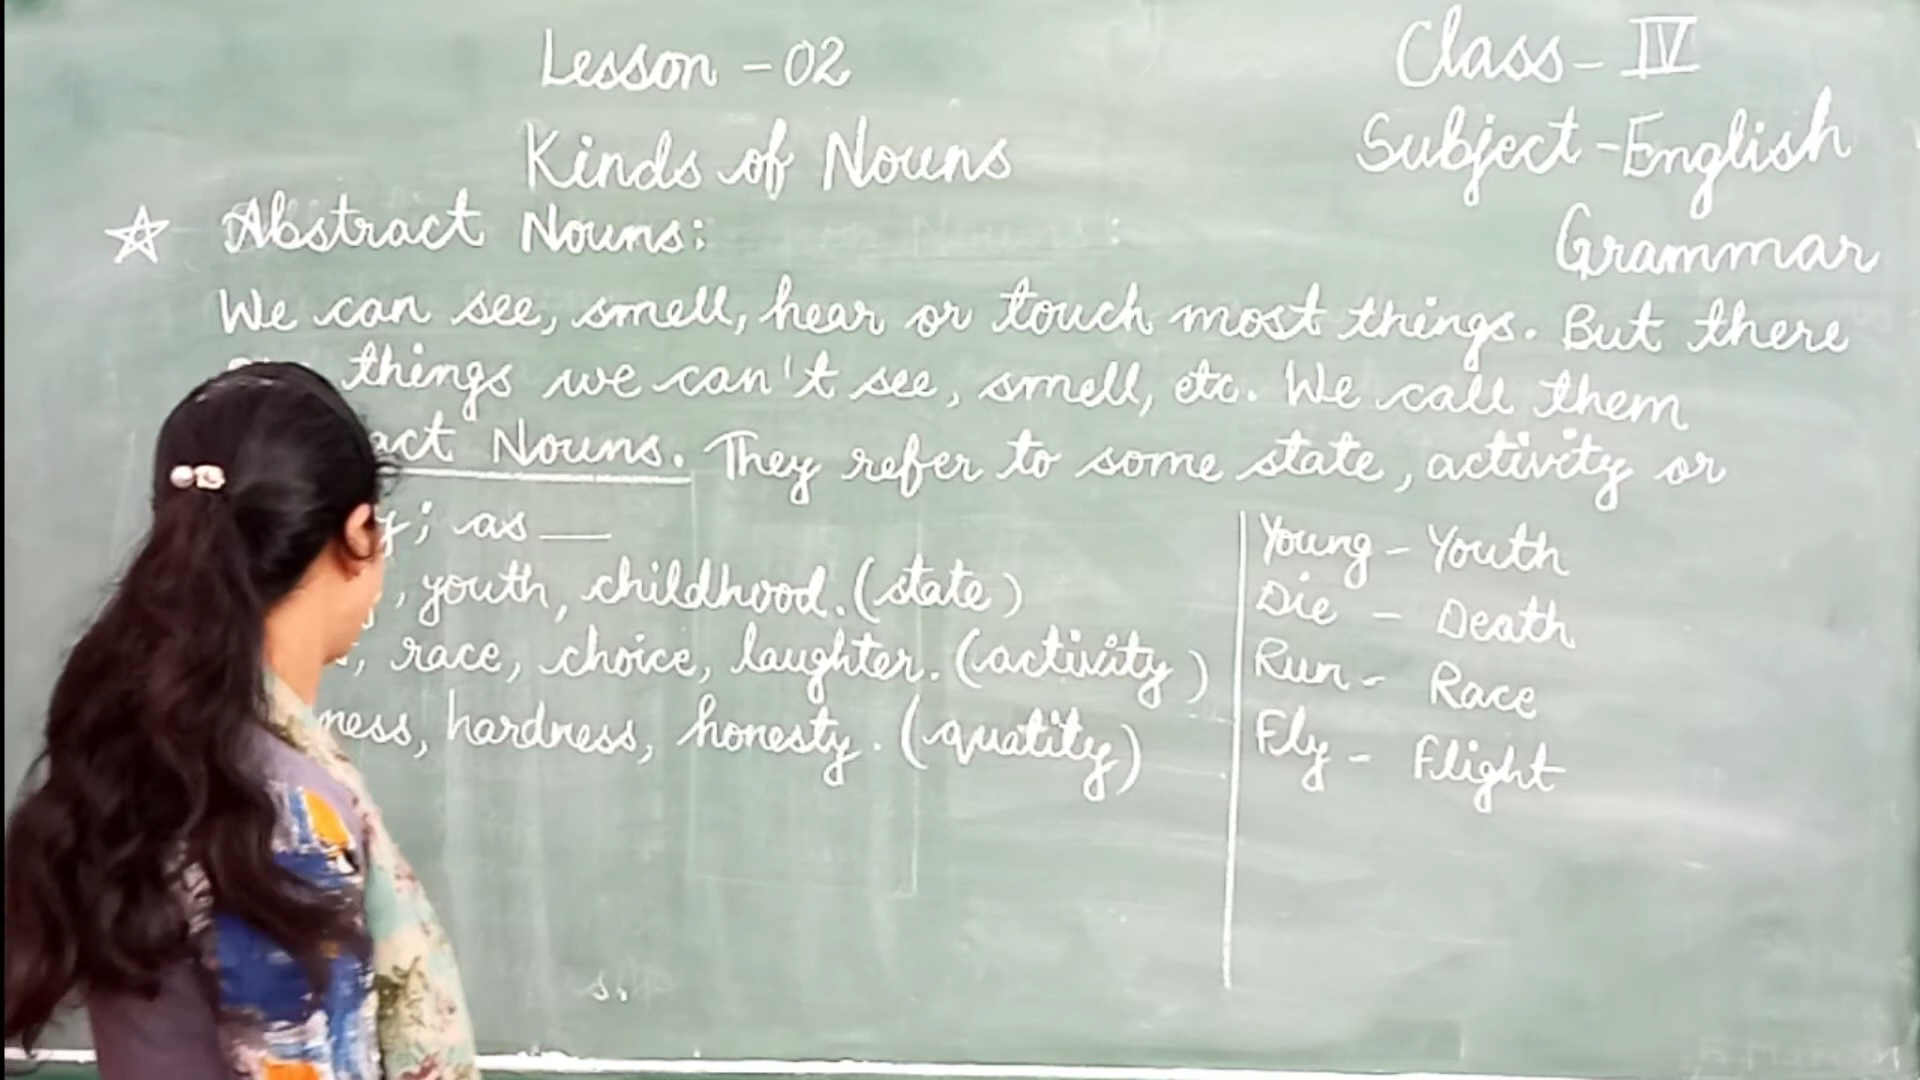 Lesson - 02
Class - IV
Kinds of Nouns
Subject - English
Grammar
☆ Abstract Nouns:
We can see, smell, hear or touch most things. But there
things we can't see, smell, etc. We call them
act Nouns. They refer to some state, activity or
y; as __
, youth, childhood. (state)
, race, choice, laughter. (activity)
ness, hardness, honesty. (quality)
Young - Youth
Die - Death
Run - Race
Fly - Flight
s.